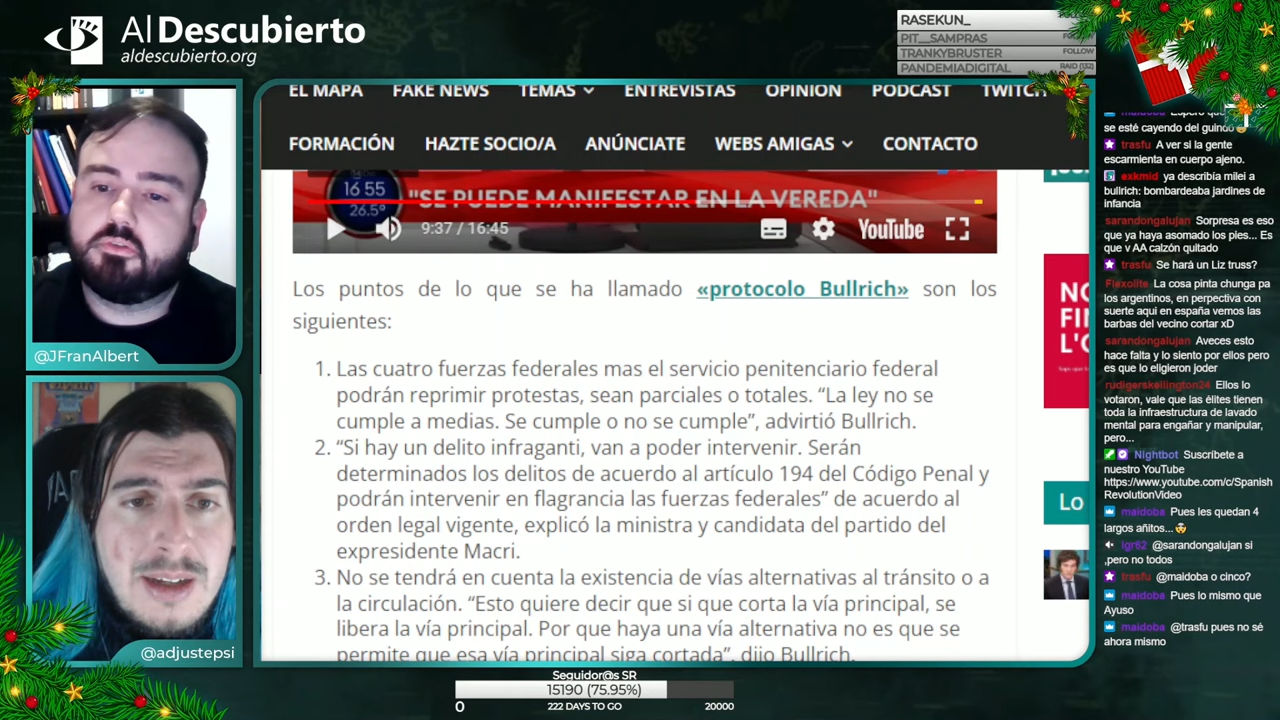 Al Descubierto
aldescubierto.org
RASEKUN_
PIT__SAMPRAS
TRANKYBRUSTER FOLLOW
PANDEMIADIGITAL RAID (132)
EL MAPA FAKE NEWS TEMAS ENTREVISTAS OPINIÓN PODCAST TWITCH
FORMACIÓN HAZTE SOCIO/A ANÚNCIATE WEBS AMIGAS CONTACTO
16 55
26.5°
"SE PUEDE MANIFESTAR EN LA VEREDA"
9:37 / 16:45 YouTube
Los puntos de lo que se ha llamado «protocolo Bullrich» son los
siguientes:
1. Las cuatro fuerzas federales mas el servicio penitenciario federal
podrán reprimir protestas, sean parciales o totales. “La ley no se
cumple a medias. Se cumple o no se cumple”, advirtió Bullrich.
2. “Si hay un delito infraganti, van a poder intervenir. Serán
determinados los delitos de acuerdo al artículo 194 del Código Penal y
podrán intervenir en flagrancia las fuerzas federales” de acuerdo al
orden legal vigente, explicó la ministra y candidata del partido del
expresidente Macri.
3. No se tendrá en cuenta la existencia de vías alternativas al tránsito o a
la circulación. “Esto quiere decir que si que corta la vía principal, se
libera la vía principal. Por que haya una vía alternativa no es que se
permite que esa vía principal siga cortada”, dijo Bullrich.
NO
FIN
L'O
Lo
@JFranAlbert
@adjustepsi
maidoba Espero que
se esté cayendo del guindo
trasfu A ver si la gente
escarmienta en cuerpo ajeno.
exkmid ya describía milei a
bullrich: bombardeaba jardines de
infancia
sarandongalujan Sorpresa es eso
que ya haya asomado los pies... Es
que v AA calzón quitado
trasfu Se hará un Liz truss?
Flexolite La cosa pinta chunga pa
los argentinos, en perpectiva con
suerte aqui en españa vemos las
barbas del vecino cortar xD
sarandongalujan Aveces esto
hace falta y lo siento por ellos pero
es que lo eligieron joder
rudigerskellington24 Ellos lo
votaron, vale que las élites tienen
toda la infraestructura de lavado
mental para engañar y manipular,
pero...
Nightbot Suscríbete a
nuestro YouTube
https://www.youtube.com/c/Spanish
RevolutionVideo
maidoba Pues les quedan 4
largos añitos...
igr62 @sarandongalujan si
,pero no todos
trasfu @maidoba o cinco?
maidoba Pues lo mismo que
Ayuso
maidoba @trasfu pues no sé
ahora mismo
Seguidor@s SR
15190 (75.95%)
0 222 DAYS TO GO 20000